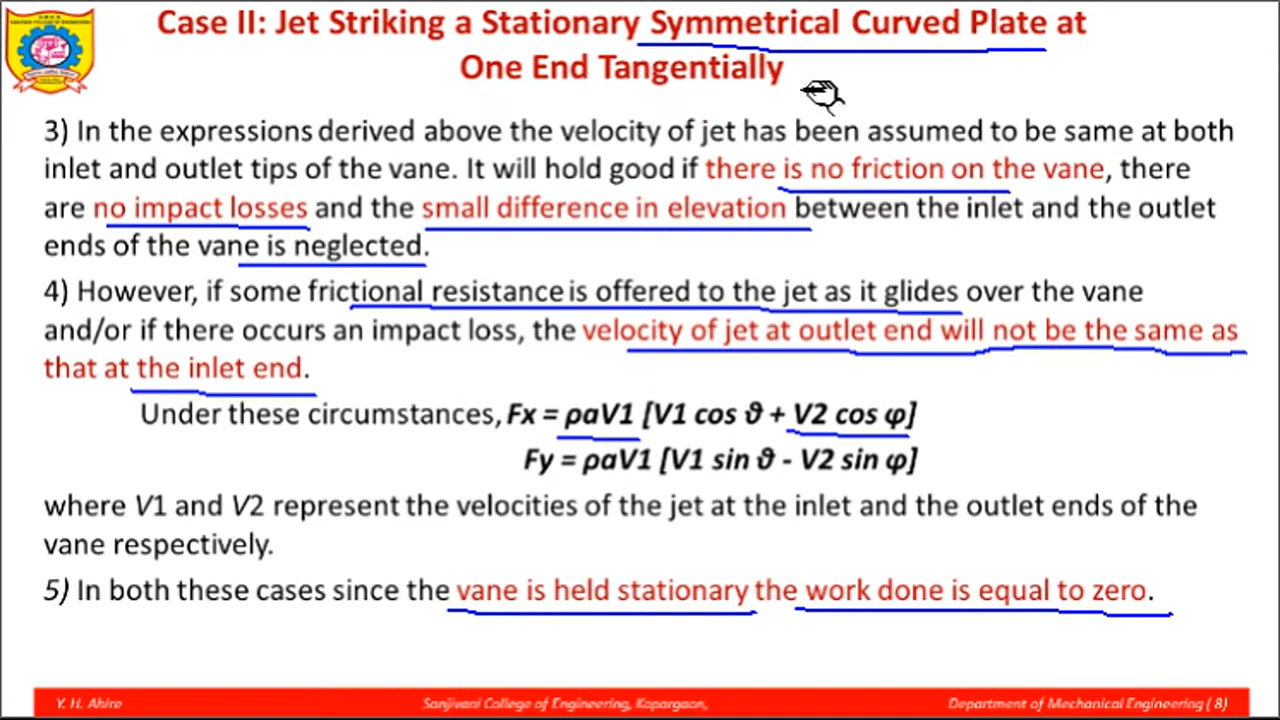 Case II: Jet Striking a Stationary Symmetrical Curved Plate at
One End Tangentially
3) In the expressions derived above the velocity of jet has been assumed to be same at both
inlet and outlet tips of the vane. It will hold good if there is no friction on the vane, there
are no impact losses and the small difference in elevation between the inlet and the outlet
ends of the vane is neglected.
4) However, if some frictional resistance is offered to the jet as it glides over the vane
and/or if there occurs an impact loss, the velocity of jet at outlet end will not be the same as
that at the inlet end.
Under these circumstances, Fx = ρaV1 [V1 cos ϑ + V2 cos φ]
Fy = ρaV1 [V1 sin ϑ - V2 sin φ]
where V1 and V2 represent the velocities of the jet at the inlet and the outlet ends of the
vane respectively.
5) In both these cases since the vane is held stationary the work done is equal to zero.
Y. H. Ahire Sanjivani College of Engineering, Kopargaon, Department of Mechanical Engineering ( 8)